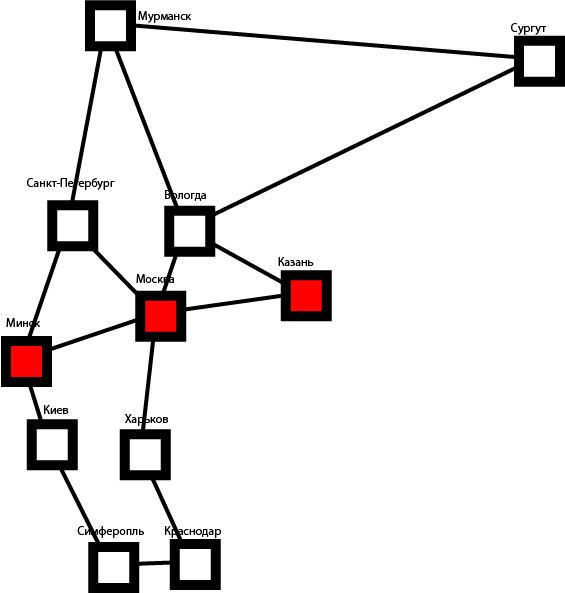 Мурманск
Сургут
Санкт-Петербург
Вологда
Казань
Москва
Минск
Киев
Харьков
Симферопль
Краснодар